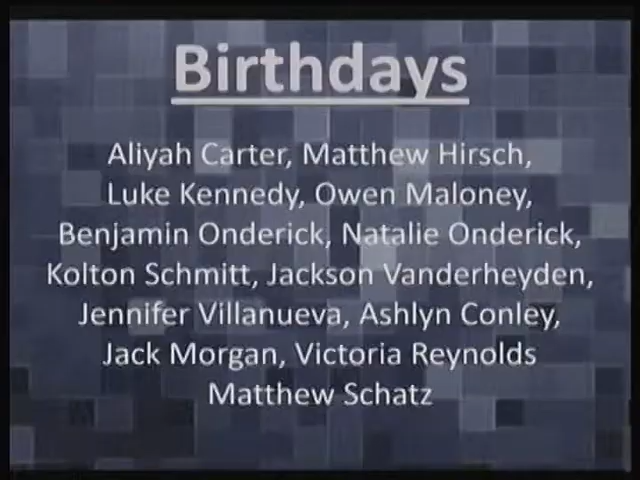 Birthdays
Aliyah Carter, Matthew Hirsch,
Luke Kennedy, Owen Maloney,
Benjamin Onderick, Natalie Onderick,
Kolton Schmitt, Jackson Vanderheyden,
Jennifer Villanueva, Ashlyn Conley,
Jack Morgan, Victoria Reynolds
Matthew Schatz